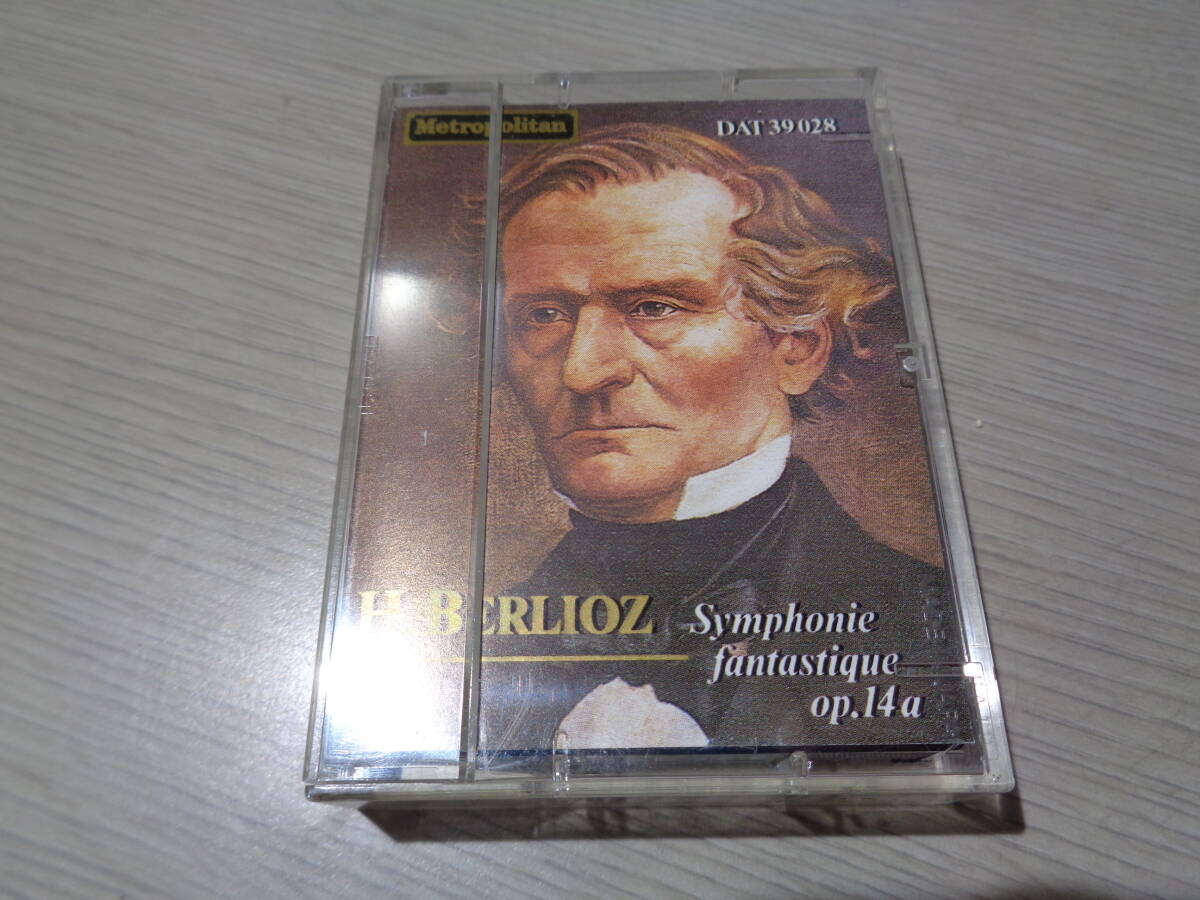 Metropolitan
DAT 39 028
H. BERLIOZ
Symphonie
fantastique
op.14a